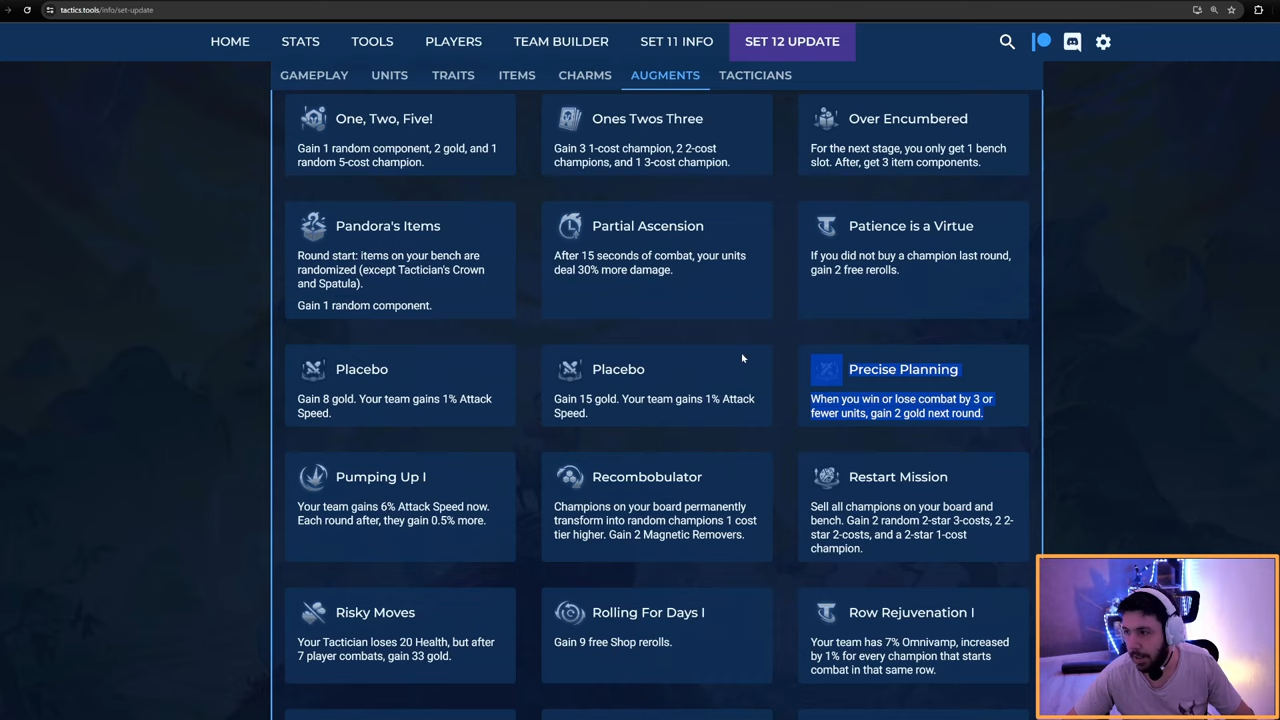 tactics.tools/info/set-update
HOME STATS TOOLS PLAYERS TEAM BUILDER SET 11 INFO SET 12 UPDATE
GAMEPLAY UNITS TRAITS ITEMS CHARMS AUGMENTS TACTICIANS
One, Two, Five!
Gain 1 random component, 2 gold, and 1
random 5-cost champion.
Ones Twos Three
Gain 3 1-cost champion, 2 2-cost
champions, and 1 3-cost champion.
Over Encumbered
For the next stage, you only get 1 bench
slot. After, get 3 item components.
Pandora's Items
Round start: items on your bench are
randomized (except Tactician's Crown
and Spatula).
Gain 1 random component.
Partial Ascension
After 15 seconds of combat, your units
deal 30% more damage.
Patience is a Virtue
If you did not buy a champion last round,
gain 2 free rerolls.
Placebo
Gain 8 gold. Your team gains 1% Attack
Speed.
Placebo
Gain 15 gold. Your team gains 1% Attack
Speed.
Precise Planning
When you win or lose combat by 3 or
fewer units, gain 2 gold next round.
Pumping Up I
Your team gains 6% Attack Speed now.
Each round after, they gain 0.5% more.
Recombobulator
Champions on your board permanently
transform into random champions 1 cost
tier higher. Gain 2 Magnetic Removers.
Restart Mission
Sell all champions on your board and
bench. Gain 2 random 2-star 3-costs, 2 2-
star 2-costs, and a 2-star 1-cost
champion.
Risky Moves
Your Tactician loses 20 Health, but after
7 player combats, gain 33 gold.
Rolling For Days I
Gain 9 free Shop rerolls.
Row Rejuvenation I
Your team has 7% Omnivamp, increased
by 1% for every champion that starts
combat in that same row.